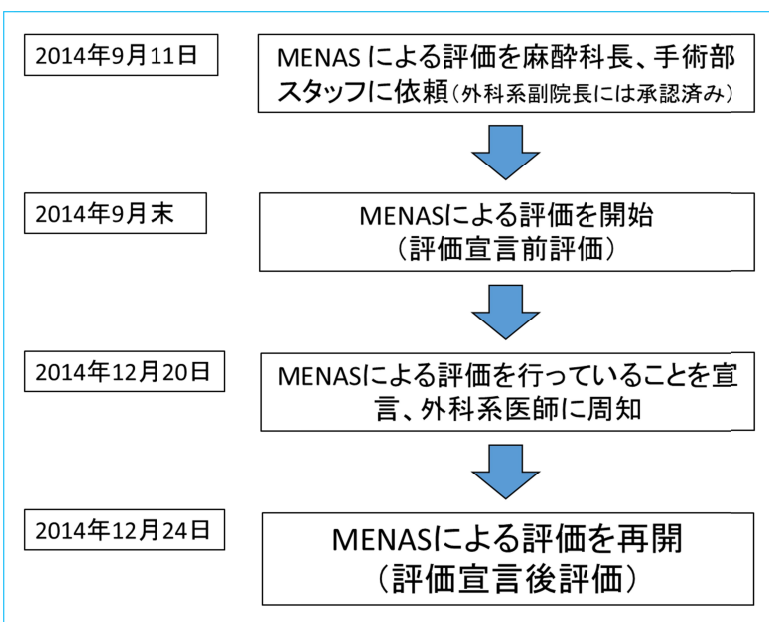 2014年9月11日
MENAS による評価を麻酔科長、手術部
スタッフに依頼(外科系副院長には承認済み)
2014年9月末
MENASによる評価を開始
(評価宣言前評価)
2014年12月20日
MENASによる評価を行っていることを宣
言、外科系医師に周知
2014年12月24日
MENASによる評価を再開
(評価宣言後評価)